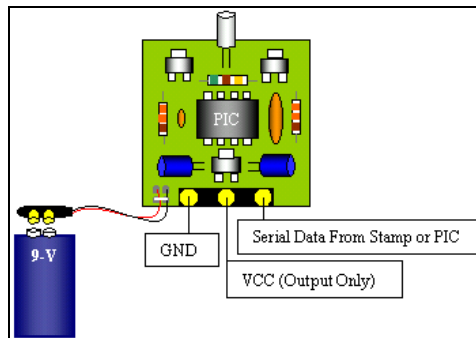 PIC
9-V
GND
Serial Data From Stamp or PIC
VCC (Output Only)